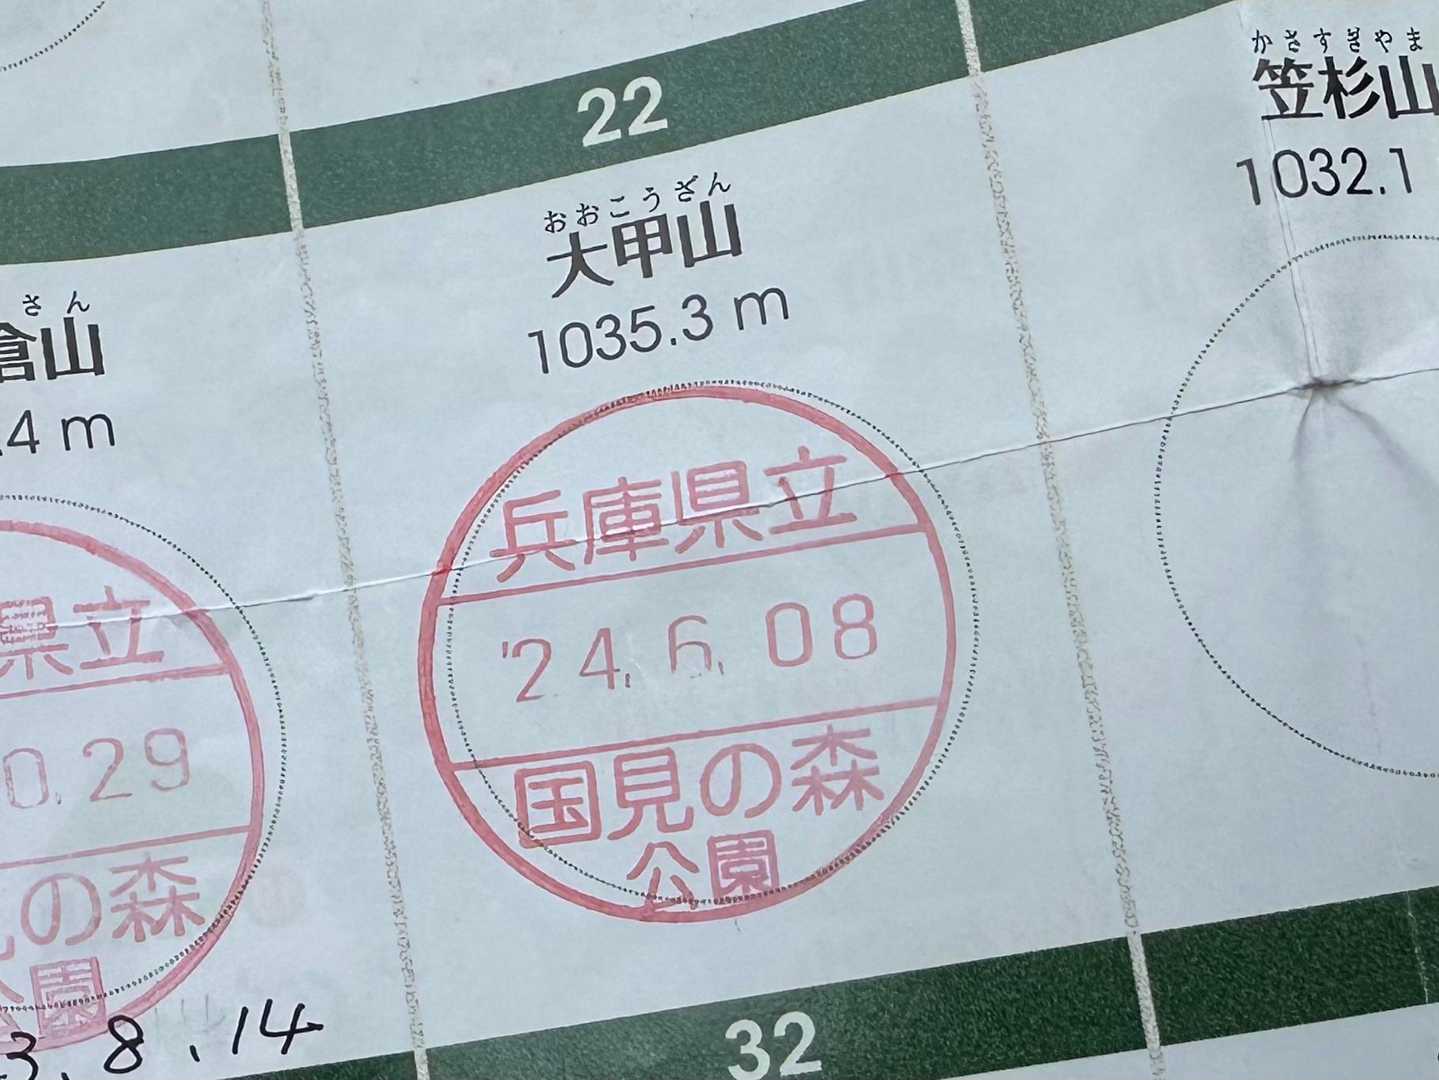 22
おおこうざん
大甲山
1035.3 m
兵庫県立
'24. 6. 08
国見の森
公園
かさすぎやま
笠杉山
1032.1
さん
倉山
.4 m
県立
0. 29
の森
公園
3. 8. 14
32